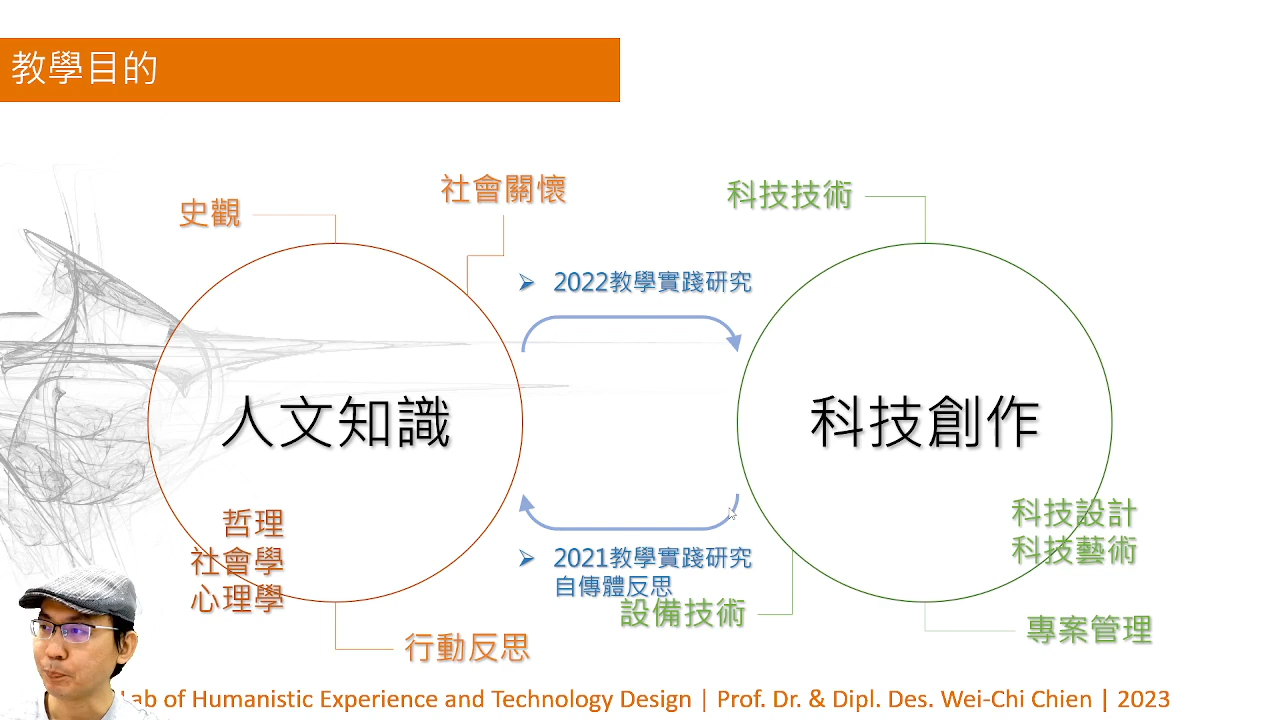 教學目的
社會關懷
史觀
科技技術
➢ 2022教學實踐研究
人文知識
科技創作
哲理
社會學
心理學
科技設計
科技藝術
➢ 2021教學實踐研究
自傳體反思
設備技術
行動反思
專案管理
Lab of Humanistic Experience and Technology Design | Prof. Dr. & Dipl. Des. Wei-Chi Chien | 2023